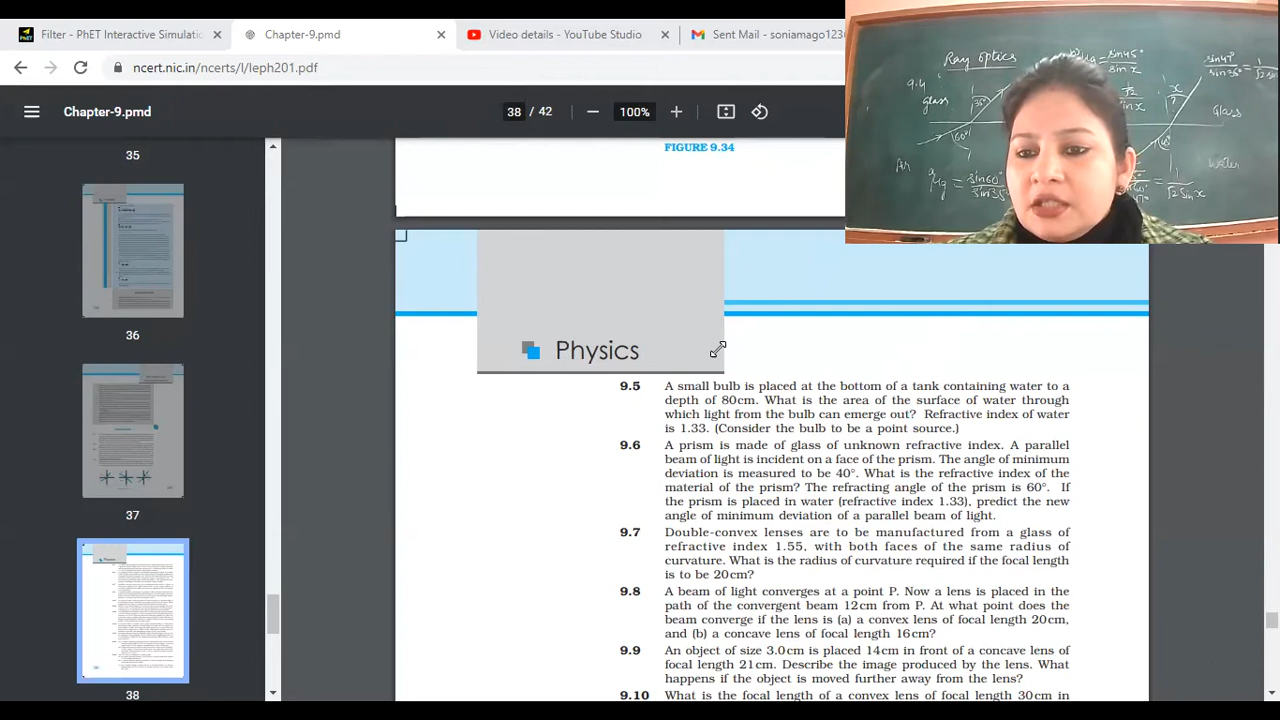 Filter - PhET Interactive Simulati
Chapter-9.pmd
Video details - YouTube Studio
Sent Mail - soniamago123
ncert.nic.in/ncerts/l/leph201.pdf
Chapter-9.pmd
38 / 42
100%
Ray optics
9.4
glass
Air
Glass
Water
35
36
37
38
FIGURE 9.34
Physics
9.5 A small bulb is placed at the bottom of a tank containing water to a
depth of 80cm. What is the area of the surface of water through
which light from the bulb can emerge out? Refractive index of water
is 1.33. (Consider the bulb to be a point source.)
9.6 A prism is made of glass of unknown refractive index. A parallel
beam of light is incident on a face of the prism. The angle of minimum
deviation is measured to be 40°. What is the refractive index of the
material of the prism? The refracting angle of the prism is 60°. If
the prism is placed in water (refractive index 1.33), predict the new
angle of minimum deviation of a parallel beam of light.
9.7 Double-convex lenses are to be manufactured from a glass of
refractive index 1.55, with both faces of the same radius of
curvature. What is the radius of curvature required if the focal length
is to be 20cm?
9.8 A beam of light converges at a point P. Now a lens is placed in the
path of the convergent beam 12cm from P. At what point does the
beam converge if the lens is (a) a convex lens of focal length 20cm,
and (b) a concave lens of focal length 16cm?
9.9 An object of size 3.0cm is placed 14cm in front of a concave lens of
focal length 21cm. Describe the image produced by the lens. What
happens if the object is moved further away from the lens?
9.10 What is the focal length of a convex lens of focal length 30cm in